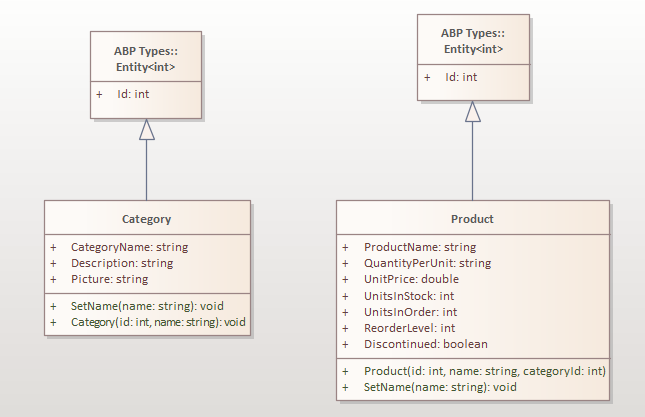 ABP Types::
Entity<int>
+ Id: int
Category
+ CategoryName: string
+ Description: string
+ Picture: string
+ SetName(name: string): void
+ Category(id: int, name: string): void
ABP Types::
Entity<int>
+ Id: int
Product
+ ProductName: string
+ QuantityPerUnit: string
+ UnitPrice: double
+ UnitsInStock: int
+ UnitsInOrder: int
+ ReorderLevel: int
+ Discontinued: boolean
+ Product(id: int, name: string, categoryId: int)
+ SetName(name: string): void